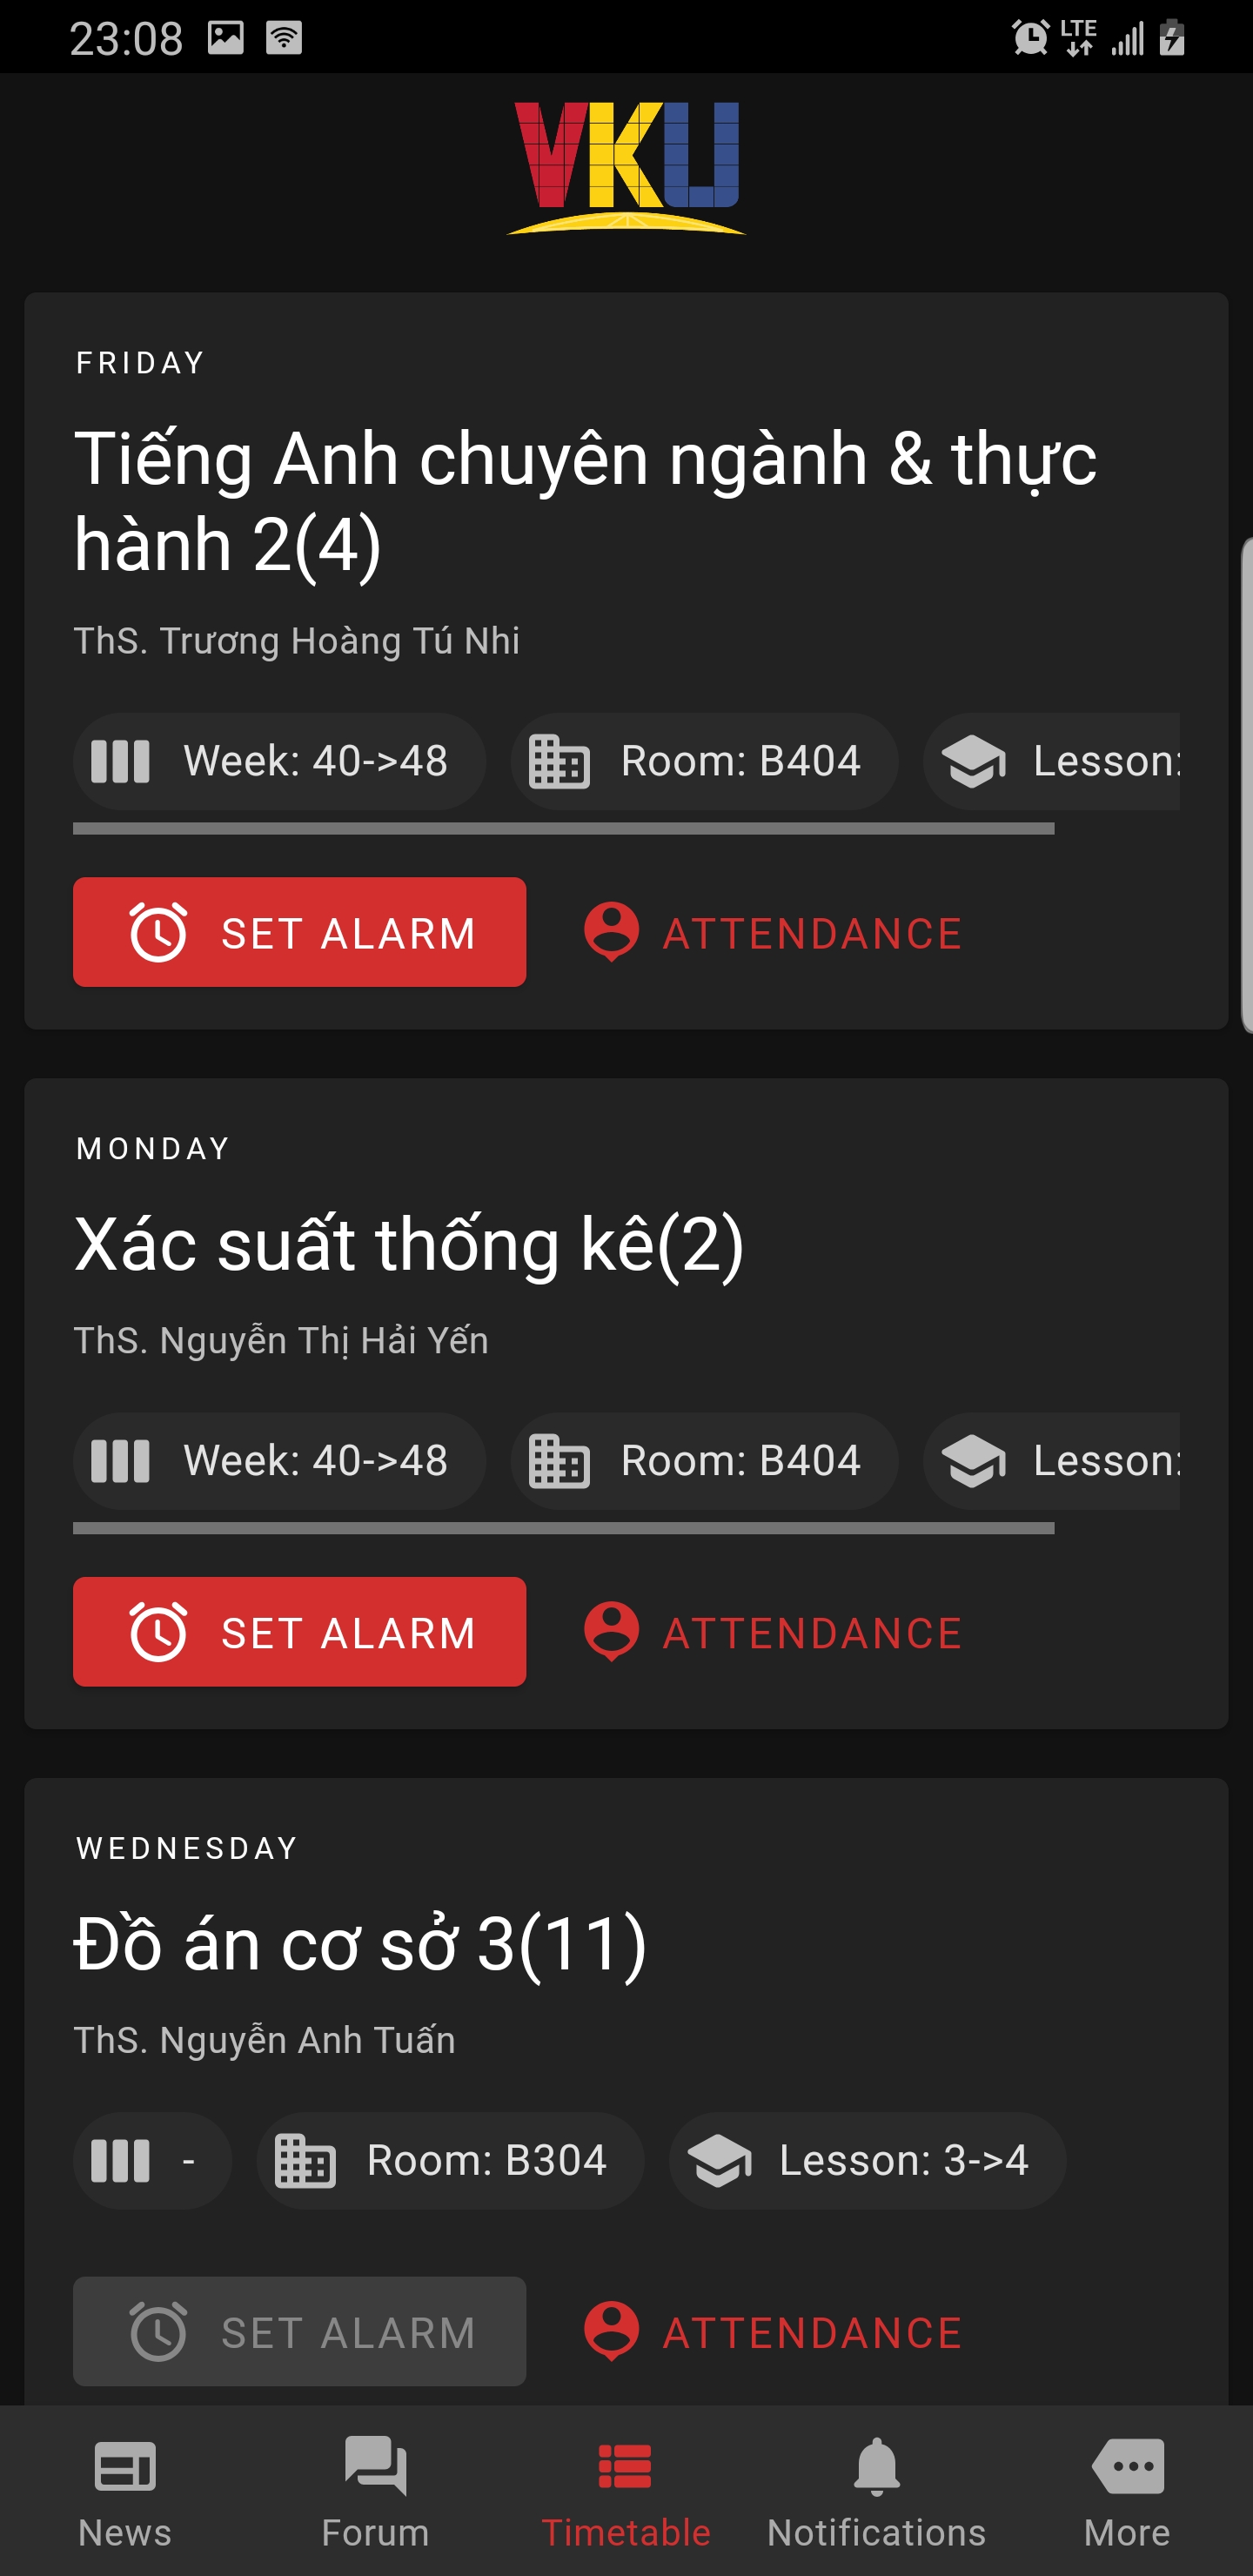 23:08
LTE
VKU
FRIDAY
Tiếng Anh chuyên ngành & thực
hành 2(4)
ThS. Trương Hoàng Tú Nhi
Week: 40->48 Room: B404 Lesson:
SET ALARM ATTENDANCE
MONDAY
Xác suất thống kê(2)
ThS. Nguyễn Thị Hải Yến
Week: 40->48 Room: B404 Lesson:
SET ALARM ATTENDANCE
WEDNESDAY
Đồ án cơ sở 3(11)
ThS. Nguyễn Anh Tuấn
- Room: B304 Lesson: 3->4
SET ALARM ATTENDANCE
News Forum Timetable Notifications More